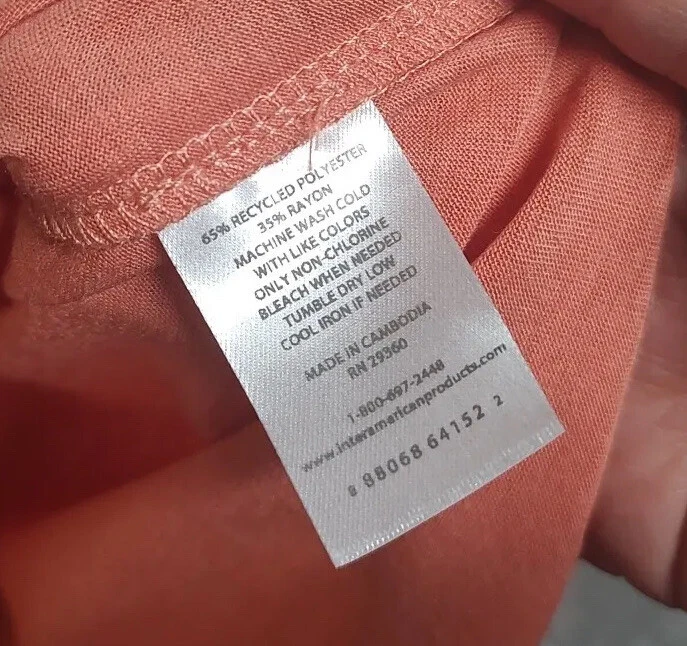 65% RECYCLED POLYESTER
35% RAYON
MACHINE WASH COLD
WITH LIKE COLORS
ONLY NON-CHLORINE
BLEACH WHEN NEEDED
TUMBLE DRY LOW
COOL IRON IF NEEDED
MADE IN CAMBODIA
RN 29360
1-800-697-2448
www.interamericanproducts.com
8 88068 64152 2